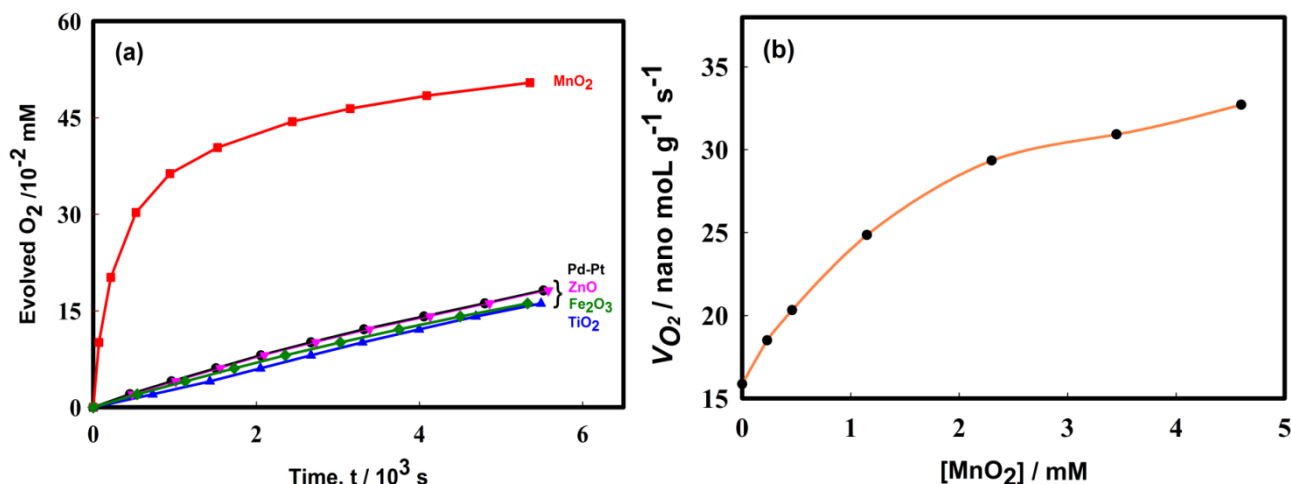 (a)
Evolved O2 /10-2 mM
60
45
30
15
0
0
2
4
6
Time, t / 103 s
MnO2
Pd-Pt
ZnO
Fe2O3
TiO2
}
(b)
VO2 / nano moL g-1 s-1
35
30
25
20
15
0
1
2
3
4
5
[MnO2] / mM